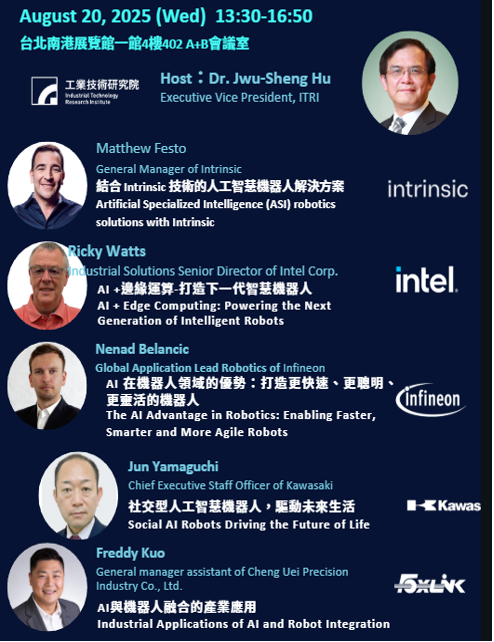 August 20, 2025 (Wed) 13:30-16:50
台北南港展覽館一館4樓402 A+B會議室
工業技術研究院
Industrial Technology
Research Institute
Host：Dr. Jwu-Sheng Hu
Executive Vice President, ITRI
Matthew Festo
General Manager of Intrinsic
結合 Intrinsic 技術的人工智慧機器人解決方案
Artificial Specialized Intelligence (ASI) robotics
solutions with Intrinsic
intrinsic
Ricky Watts
Industrial Solutions Senior Director of Intel Corp.
AI +邊緣運算-打造下一代智慧機器人
AI + Edge Computing: Powering the Next
Generation of Intelligent Robots
intel.
Nenad Belancic
Global Application Lead Robotics of Infineon
AI 在機器人領域的優勢：打造更快速、更聰明、
更靈活的機器人
The AI Advantage in Robotics: Enabling Faster,
Smarter and More Agile Robots
infineon
Jun Yamaguchi
Chief Executive Staff Officer of Kawasaki
社交型人工智慧機器人，驅動未來生活
Social AI Robots Driving the Future of Life
Kawas
Freddy Kuo
General manager assistant of Cheng Uei Precision
Industry Co., Ltd.
AI與機器人融合的產業應用
Industrial Applications of AI and Robot Integration
FOXLINK